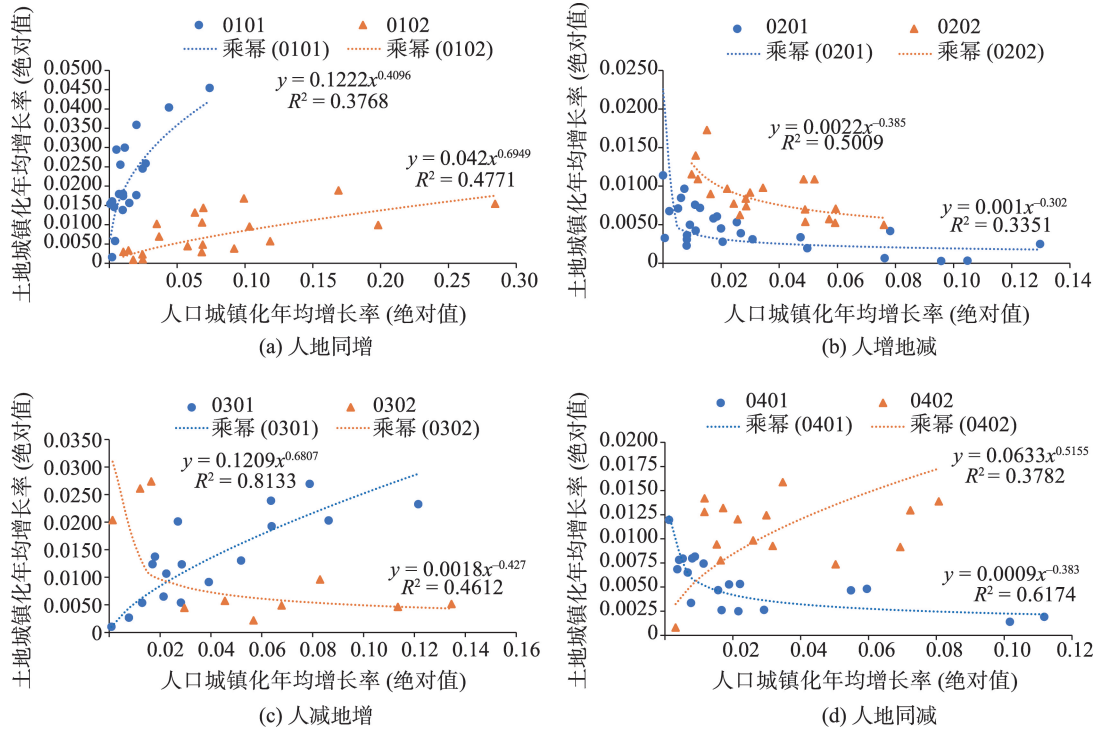 0101 0102
乘幂 (0101) 乘幂 (0102)
土地城镇化年均增长率 (绝对值)
0.0500
0.0450
0.0400
0.0350
0.0300
0.0250
0.0200
0.0150
0.0100
0.0050
0
y = 0.1222x^0.4096
R² = 0.3768
y = 0.042x^0.6949
R² = 0.4771
0.05 0.10 0.15 0.20 0.25 0.30
人口城镇化年均增长率 (绝对值)
(a) 人地同增
0201 0202
乘幂 (0201) 乘幂 (0202)
土地城镇化年均增长率 (绝对值)
0.0250
0.0200
0.0150
0.0100
0.0050
0
y = 0.0022x^–0.385
R² = 0.5009
y = 0.001x^–0.302
R² = 0.3351
0.02 0.04 0.06 0.08 0.10 0.12 0.14
人口城镇化年均增长率 (绝对值)
(b) 人增地减
0301 0302
乘幂 (0301) 乘幂 (0302)
土地城镇化年均增长率 (绝对值)
0.0350
0.0300
0.0200
0.0150
0.0100
0.0050
0
y = 0.1209x^0.6807
R² = 0.8133
y = 0.0018x^–0.427
R² = 0.4612
0.02 0.04 0.06 0.08 0.10 0.12 0.14 0.16
人口城镇化年均增长率 (绝对值)
(c) 人减地增
0401 0402
乘幂 (0401) 乘幂 (0402)
土地城镇化年均增长率 (绝对值)
0.0200
0.0175
0.0150
0.0125
0.0100
0.0075
0.0050
0.0025
0
y = 0.0633x^0.5155
R² = 0.3782
y = 0.0009x^–0.383
R² = 0.6174
0.02 0.04 0.06 0.08 0.10 0.12
人口城镇化年均增长率 (绝对值)
(d) 人地同减